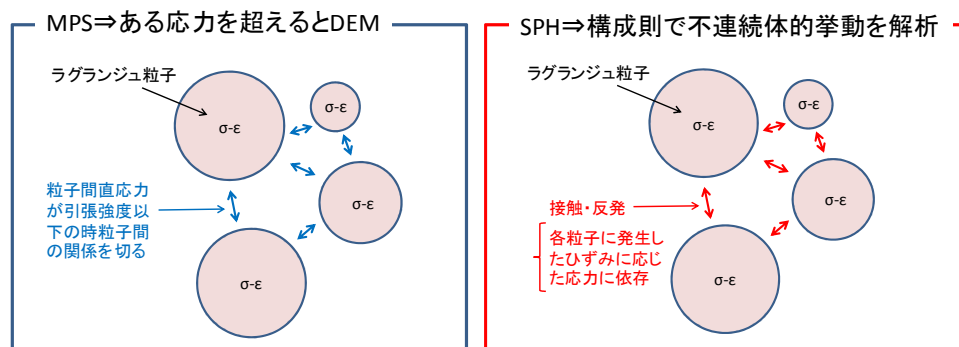 MPS⇒ある応力を超えるとDEM
ラグランジュ粒子
σ-ε
σ-ε
σ-ε
σ-ε
粒子間直応力
が引張強度以
下の時粒子間
の関係を切る
SPH⇒構成則で不連続体的挙動を解析
ラグランジュ粒子
σ-ε
σ-ε
σ-ε
σ-ε
接触・反発
各粒子に発生し
たひずみに応じ
た応力に依存